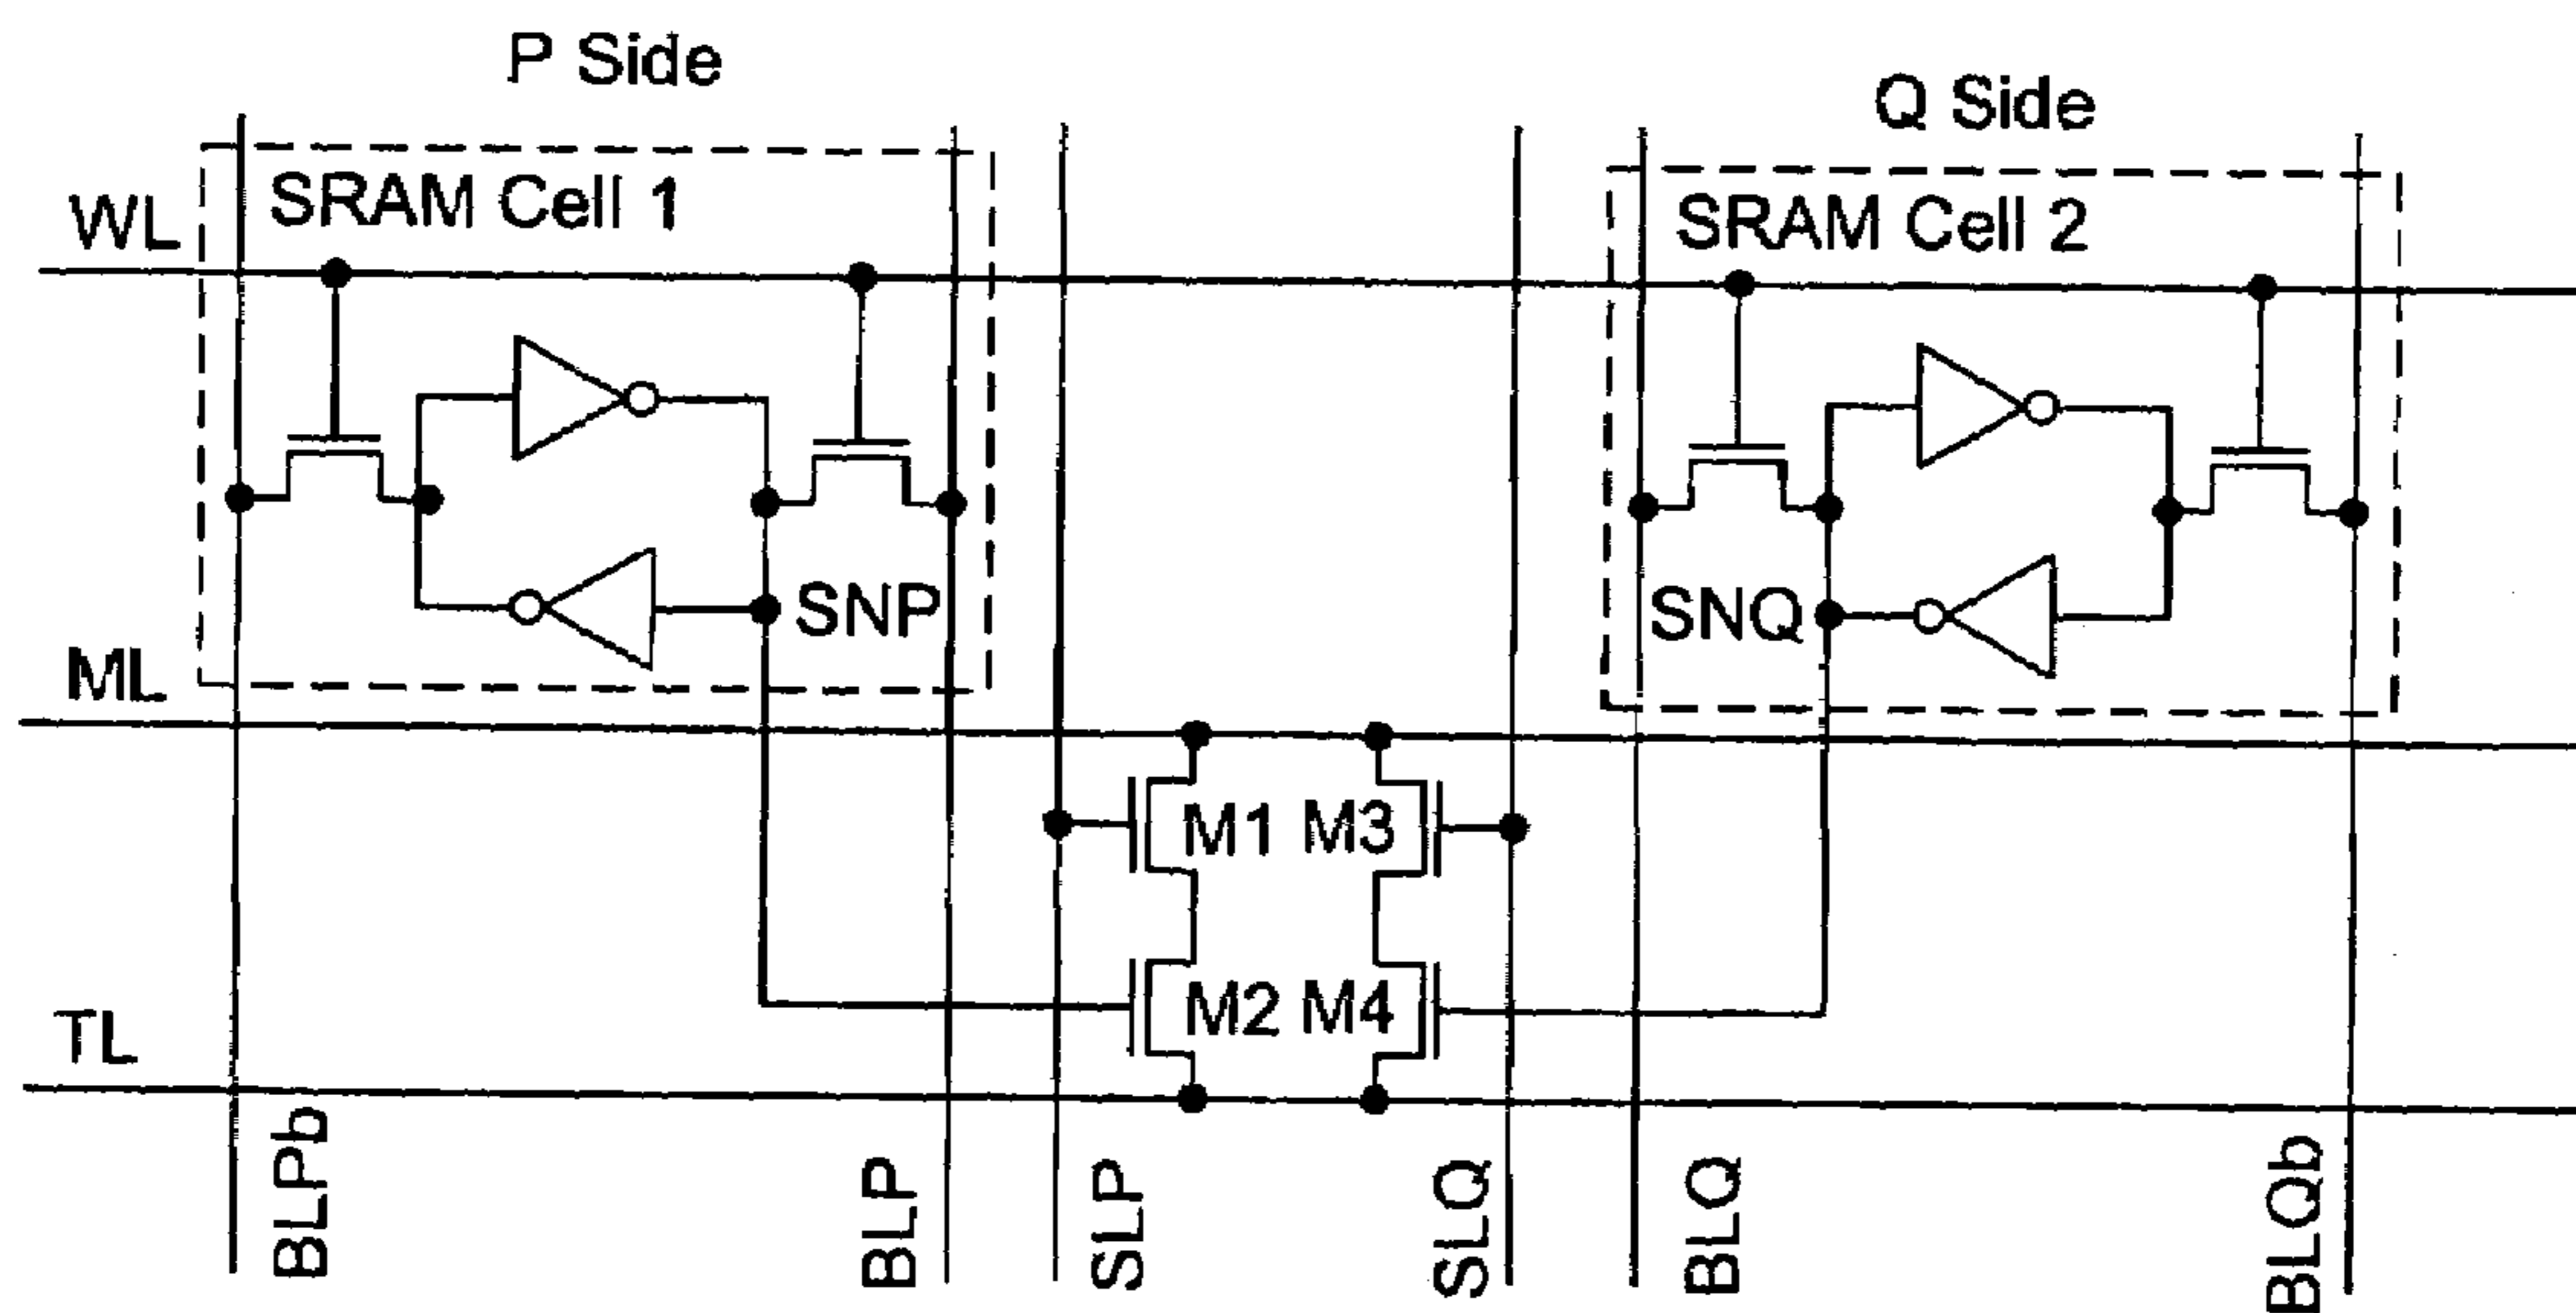 P Side
Q Side
SRAM Cell 1
SRAM Cell 2
WL
SNP
SNQ
ML
M1 M3
M2 M4
TL
BLPb
BLP
SLP
SLQ
BLQ
BLQb